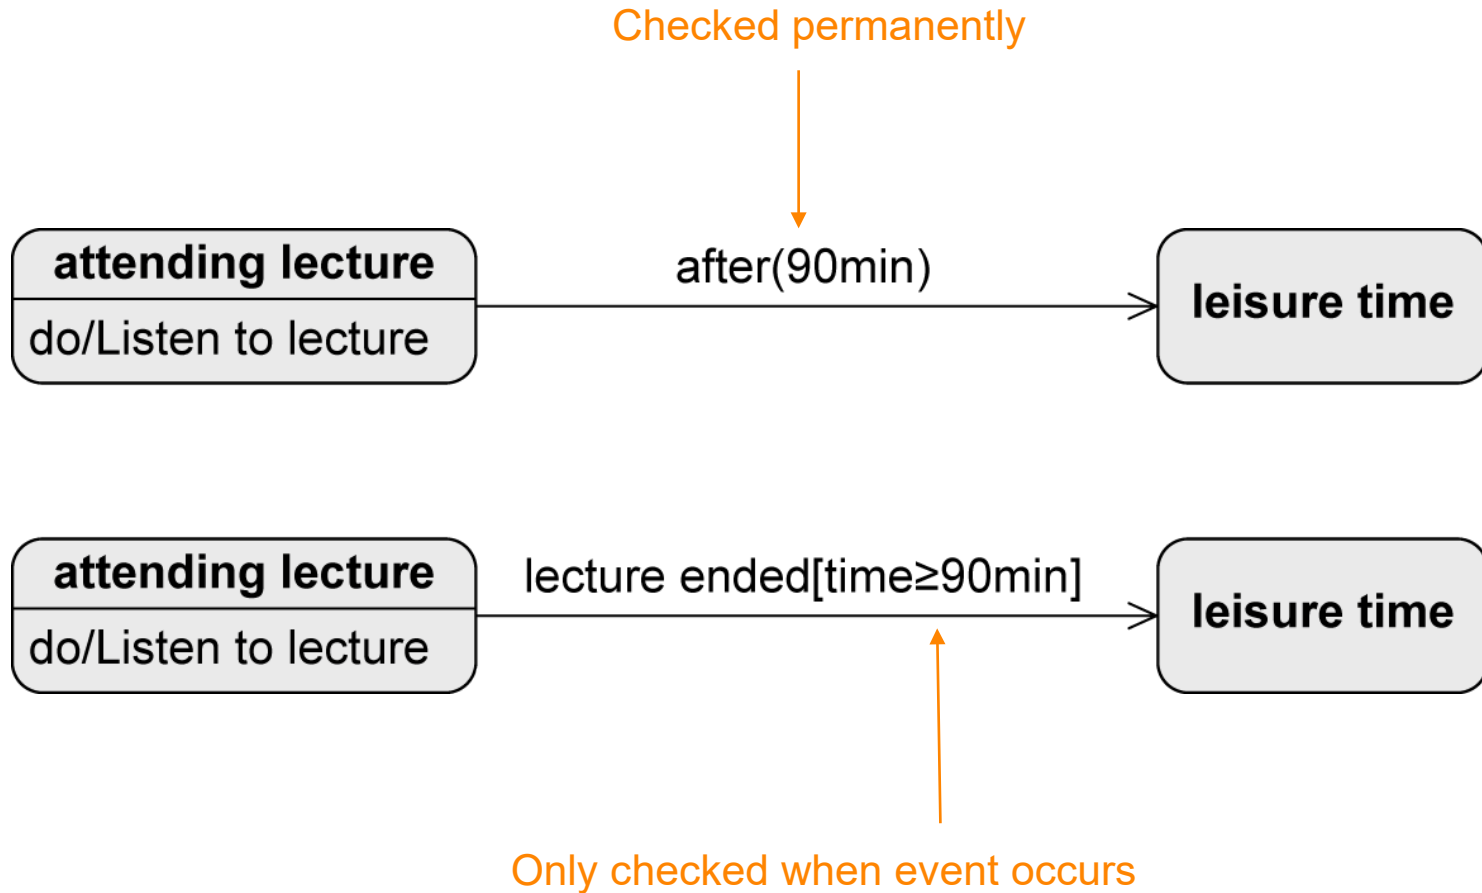 Checked permanently
attending lecture
do/Listen to lecture
after(90min)
leisure time
attending lecture
do/Listen to lecture
lecture ended[time≥90min]
leisure time
Only checked when event occurs